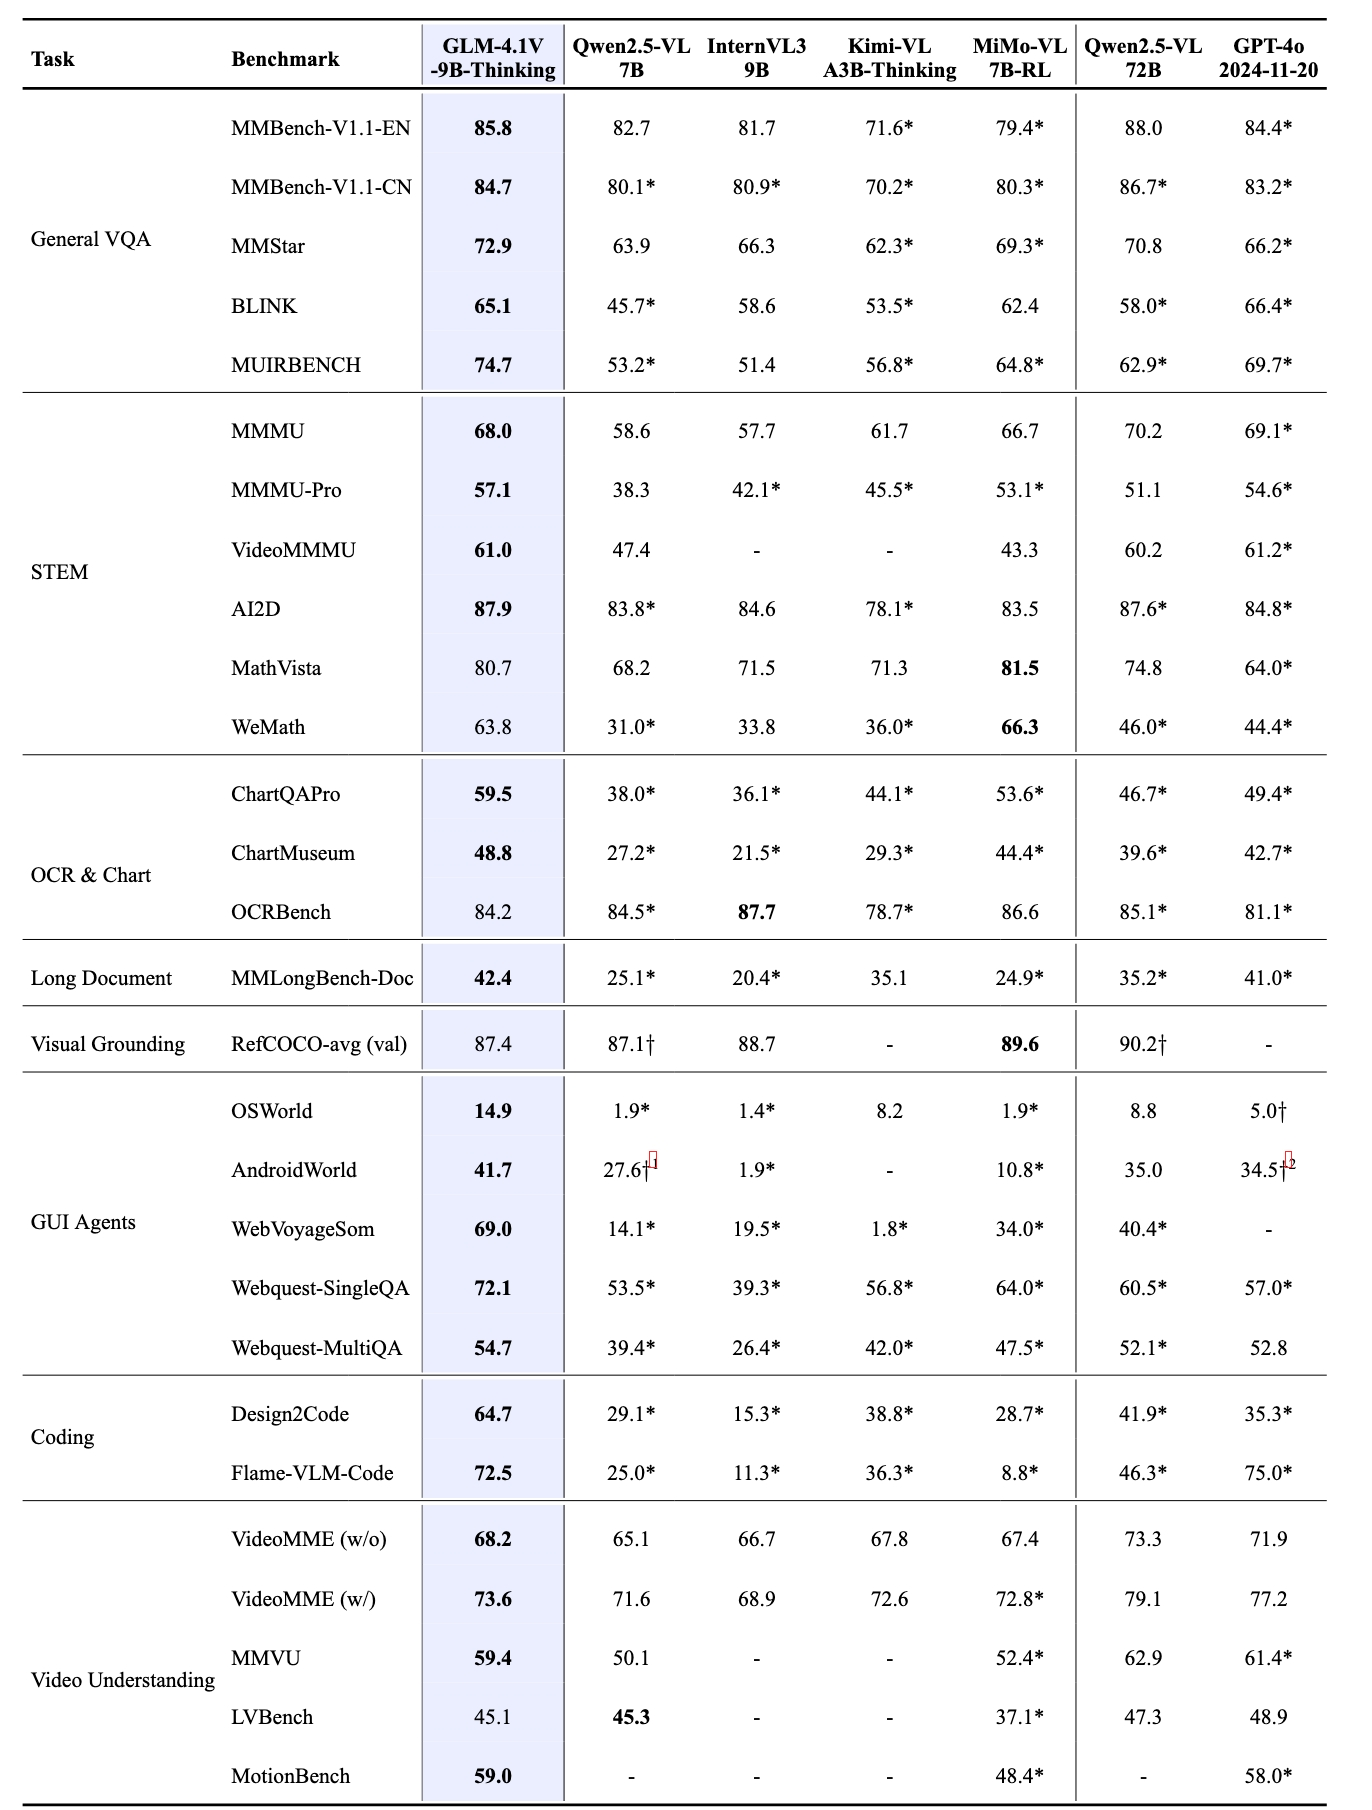 Task Benchmark GLM-4.1V -9B-Thinking Qwen2.5-VL 7B InternVL3 9B Kimi-VL A3B-Thinking MiMo-VL 7B-RL Qwen2.5-VL 72B GPT-4o 2024-11-20
General VQA
MMBench-V1.1-EN 85.8 82.7 81.7 71.6* 79.4* 88.0 84.4*
MMBench-V1.1-CN 84.7 80.1* 80.9* 70.2* 80.3* 86.7* 83.2*
MMStar 72.9 63.9 66.3 62.3* 69.3* 70.8 66.2*
BLINK 65.1 45.7* 58.6 53.5* 62.4 58.0* 66.4*
MUIRBENCH 74.7 53.2* 51.4 56.8* 64.8* 62.9* 69.7*
STEM
MMMU 68.0 58.6 57.7 61.7 66.7 70.2 69.1*
MMMU-Pro 57.1 38.3 42.1* 45.5* 53.1* 51.1 54.6*
VideoMMMU 61.0 47.4 - - 43.3 60.2 61.2*
AI2D 87.9 83.8* 84.6 78.1* 83.5 87.6* 84.8*
MathVista 80.7 68.2 71.5 71.3 81.5 74.8 64.0*
WeMath 63.8 31.0* 33.8 36.0* 66.3 46.0* 44.4*
OCR & Chart
ChartQAPro 59.5 38.0* 36.1* 44.1* 53.6* 46.7* 49.4*
ChartMuseum 48.8 27.2* 21.5* 29.3* 44.4* 39.6* 42.7*
OCRBench 84.2 84.5* 87.7 78.7* 86.6 85.1* 81.1*
Long Document MMLongBench-Doc 42.4 25.1* 20.4* 35.1 24.9* 35.2* 41.0*
Visual Grounding RefCOCO-avg (val) 87.4 87.1† 88.7 - 89.6 90.2† -
GUI Agents
OSWorld 14.9 1.9* 1.4* 8.2 1.9* 8.8 5.0†
AndroidWorld 41.7 27.6†1 1.9* - 10.8* 35.0 34.5†2
WebVoyageSom 69.0 14.1* 19.5* 1.8* 34.0* 40.4* -
Webquest-SingleQA 72.1 53.5* 39.3* 56.8* 64.0* 60.5* 57.0*
Webquest-MultiQA 54.7 39.4* 26.4* 42.0* 47.5* 52.1* 52.8
Coding
Design2Code 64.7 29.1* 15.3* 38.8* 28.7* 41.9* 35.3*
Flame-VLM-Code 72.5 25.0* 11.3* 36.3* 8.8* 46.3* 75.0*
Video Understanding
VideoMME (w/o) 68.2 65.1 66.7 67.8 67.4 73.3 71.9
VideoMME (w/) 73.6 71.6 68.9 72.6 72.8* 79.1 77.2
MMVU 59.4 50.1 - - 52.4* 62.9 61.4*
LVBench 45.1 45.3 - - 37.1* 47.3 48.9
MotionBench 59.0 - - - 48.4* - 58.0*